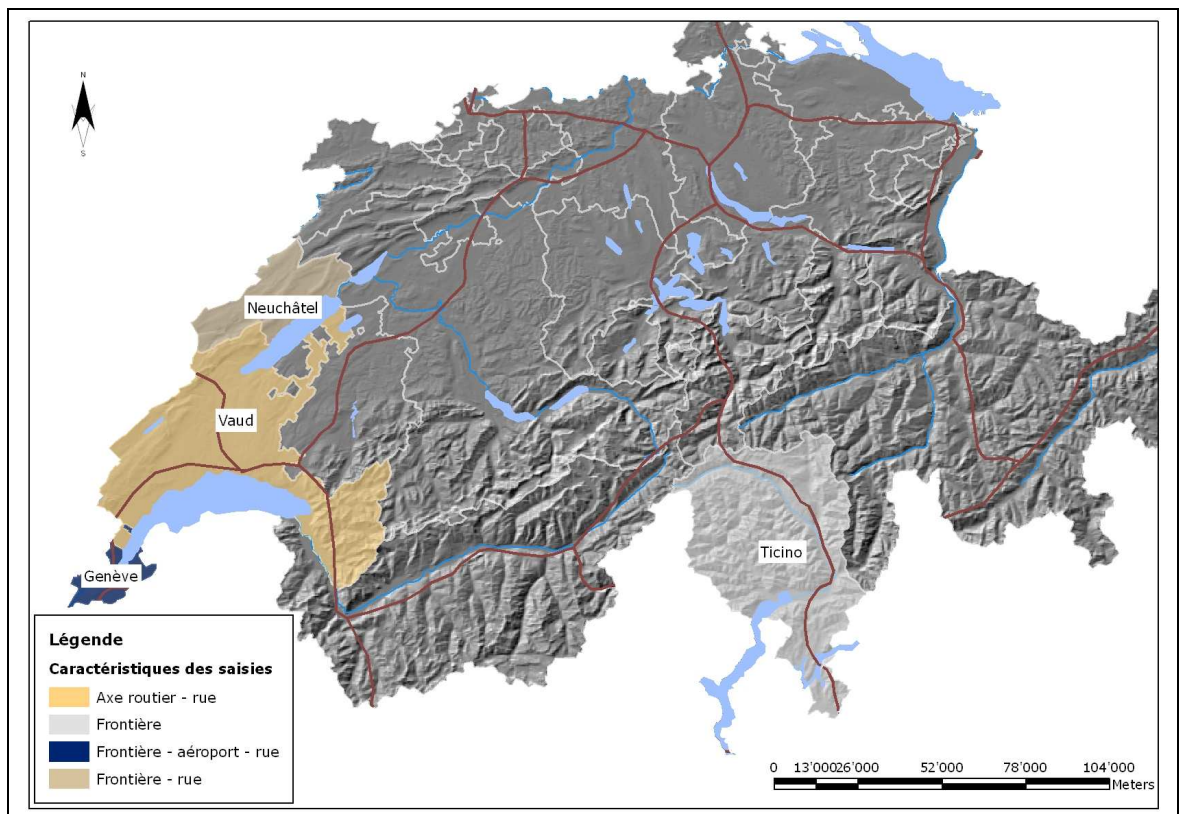 N
S
Neuchâtel
Vaud
Genève
Ticino
Légende
Caractéristiques des saisies
Axe routier - rue
Frontière
Frontière - aéroport - rue
Frontière - rue
0 13'000 26'000 52'000 78'000 104'000
Meters